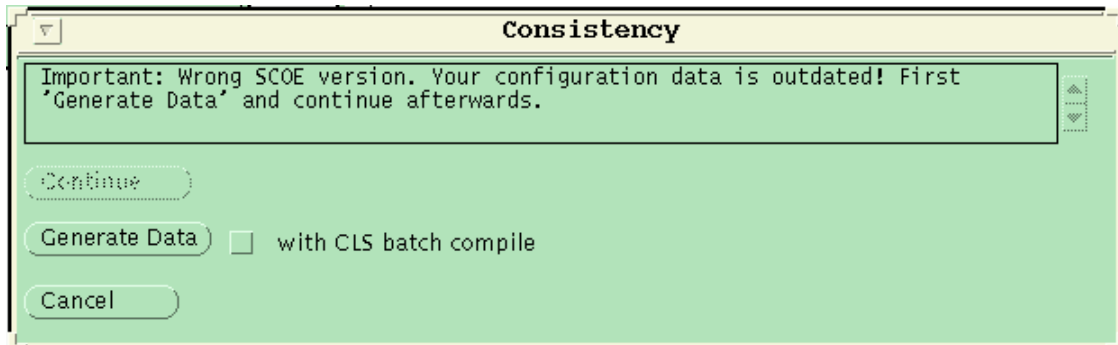 Consistency
Important: Wrong SCOE version. Your configuration data is outdated! First
'Generate Data' and continue afterwards.
Continue
Generate Data with CLS batch compile
Cancel